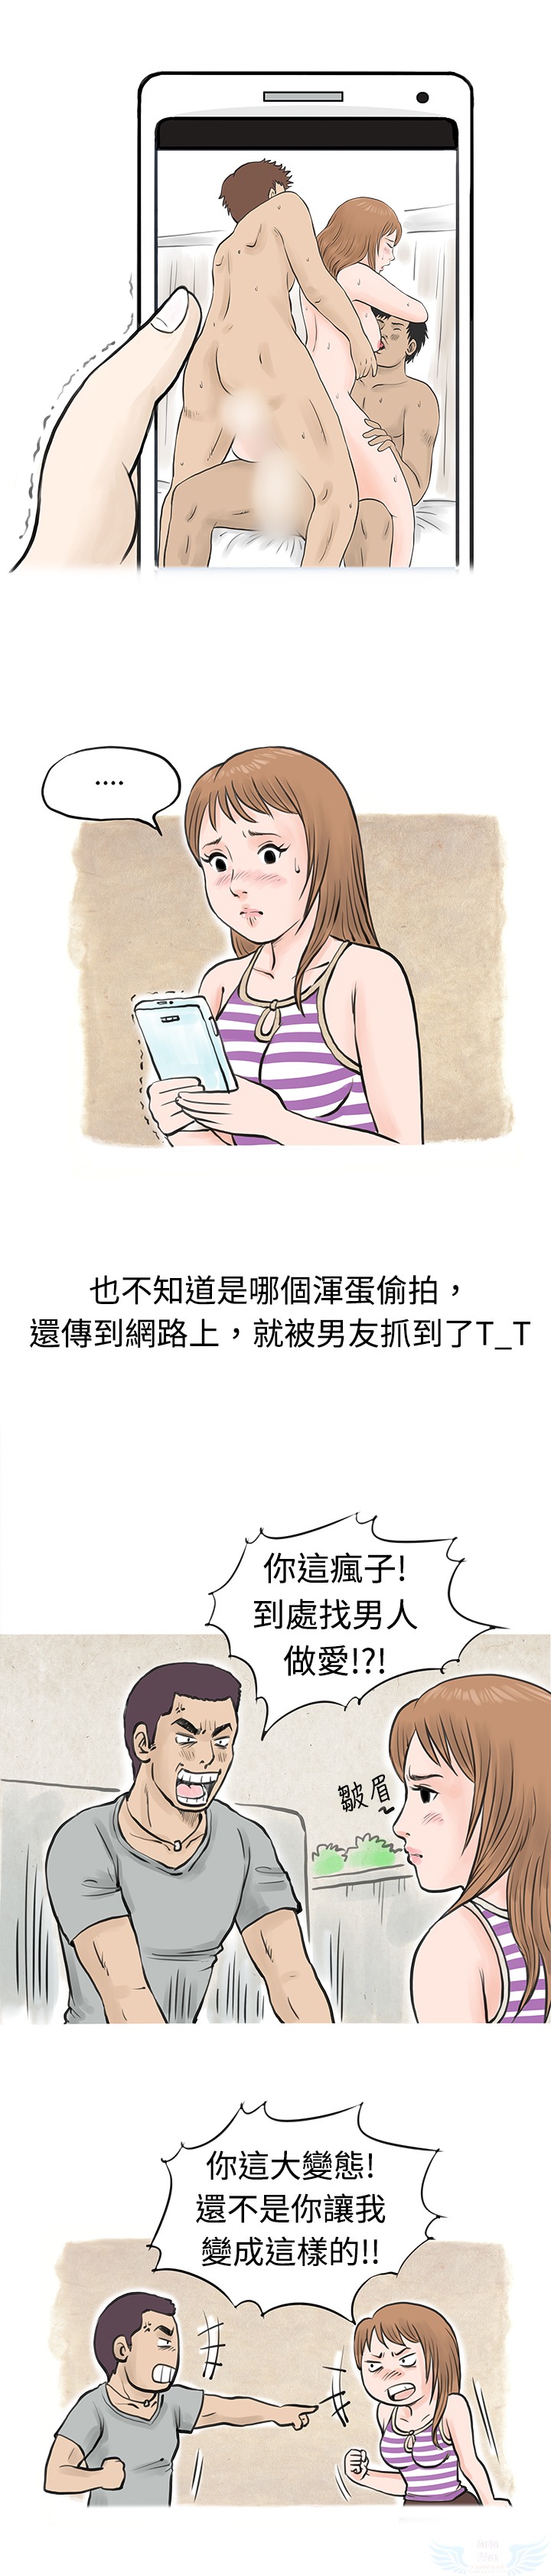 ....
也不知道是哪個渾蛋偷拍，
還傳到網路上，就被男友抓到了T_T
你這瘋子!
到處找男人
做愛!?!
皺眉
你這大變態!
還不是你讓我
變成這樣的!!